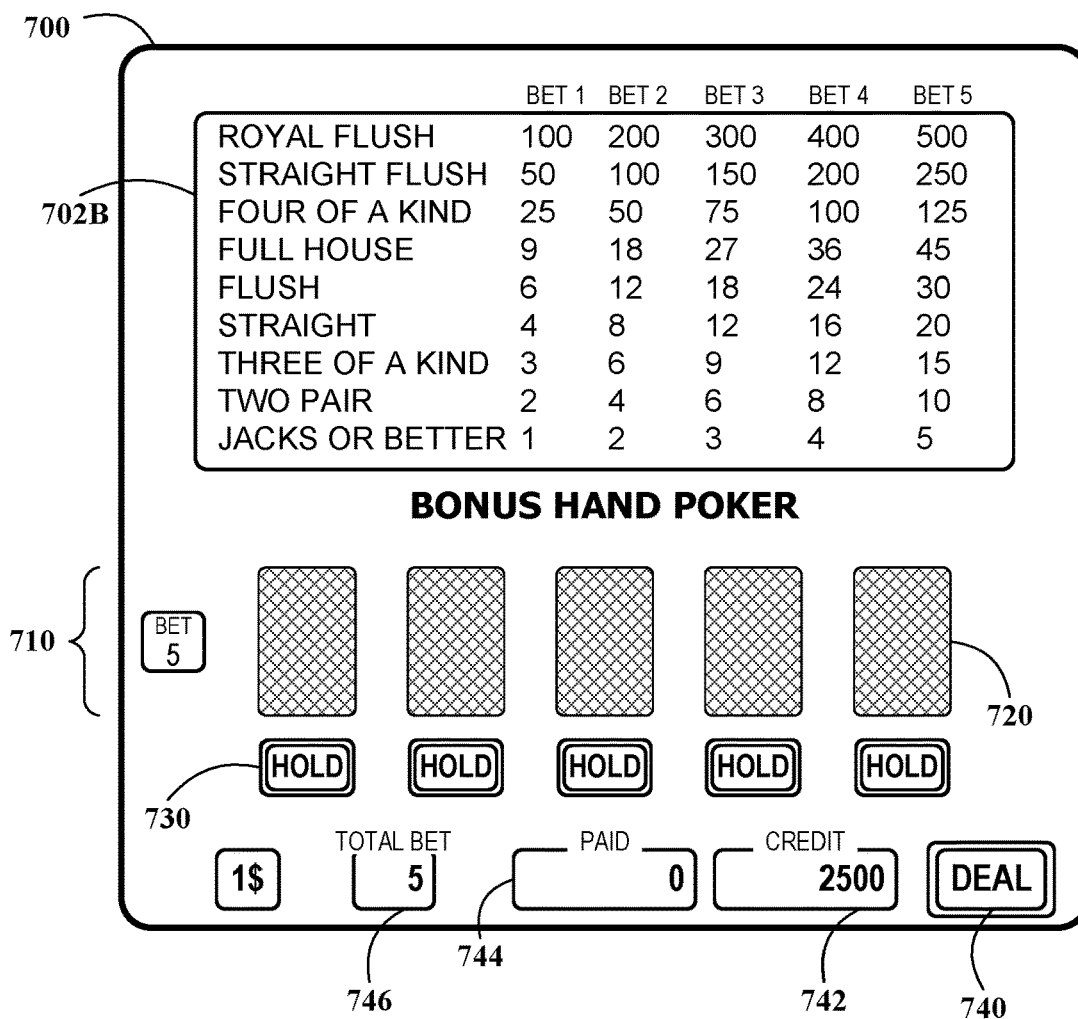 700
BET 1 BET 2 BET 3 BET 4 BET 5
ROYAL FLUSH 100 200 300 400 500
STRAIGHT FLUSH 50 100 150 200 250
702B
FOUR OF A KIND 25 50 75 100 125
FULL HOUSE 9 18 27 36 45
FLUSH 6 12 18 24 30
STRAIGHT 4 8 12 16 20
THREE OF A KIND 3 6 9 12 15
TWO PAIR 2 4 6 8 10
JACKS OR BETTER 1 2 3 4 5
BONUS HAND POKER
710
BET
5
720
HOLD HOLD HOLD HOLD HOLD
730
TOTAL BET PAID CREDIT
1$ 5 0 2500 DEAL
744
746 742 740